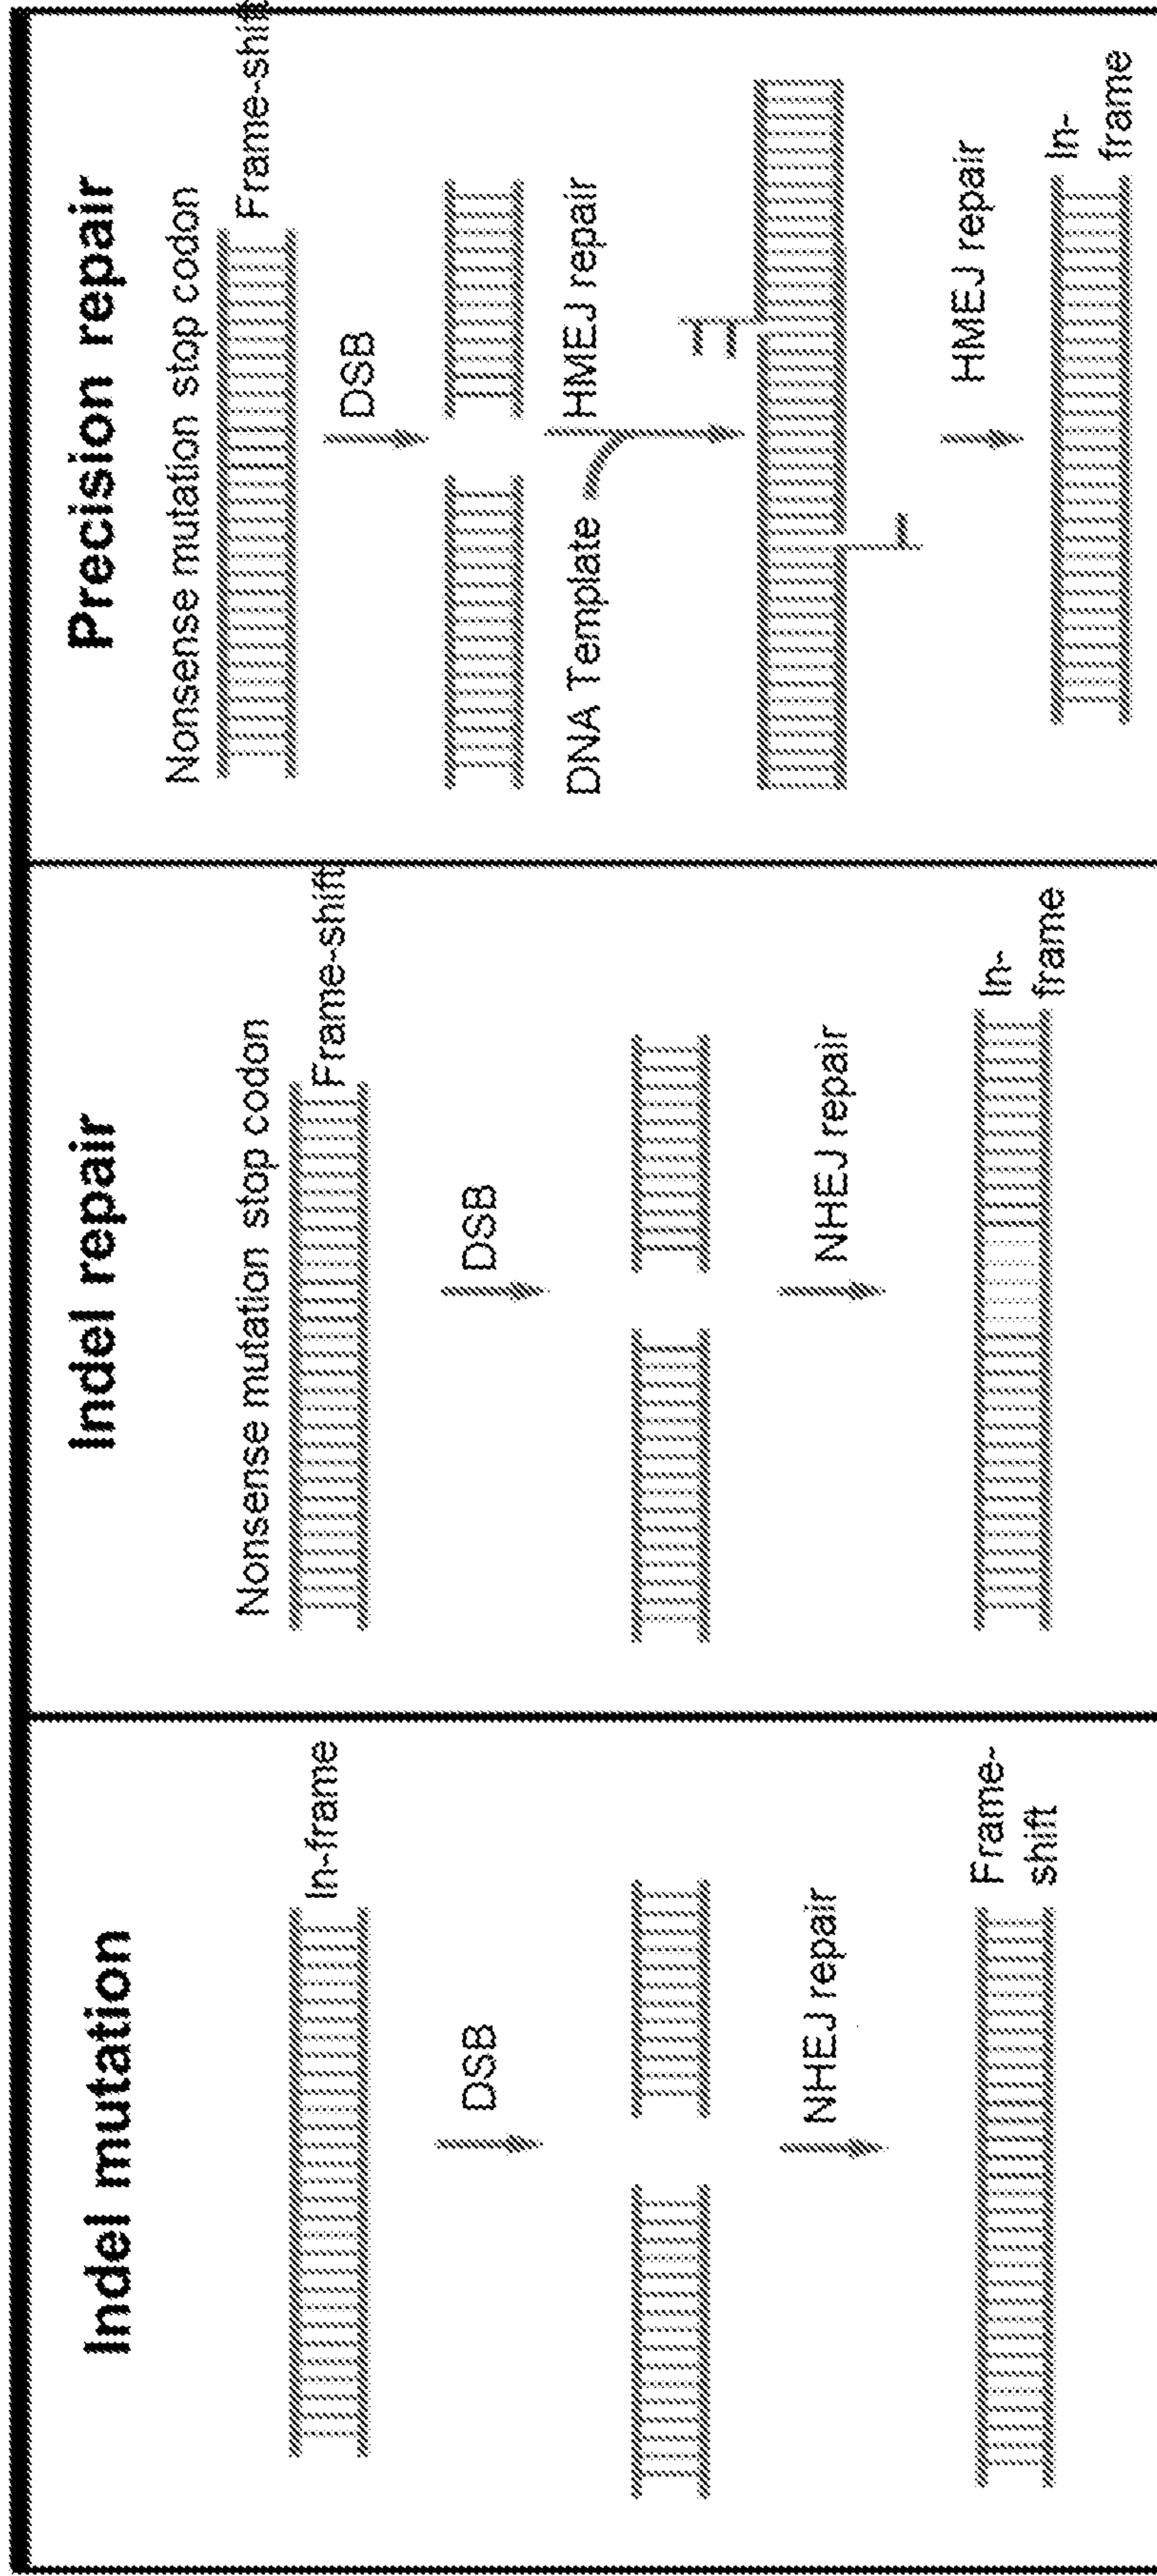 Indel mutation
In-frame
DSB
NHEJ repair
Frame-
shift
Indel repair
Nonsense mutation stop codon
Frame-shift
DSB
NHEJ repair
In-
frame
Precision repair
Nonsense mutation stop codon
Frame-shift
DSB
DNA Template
HMEJ repair
HMEJ repair
In-
frame